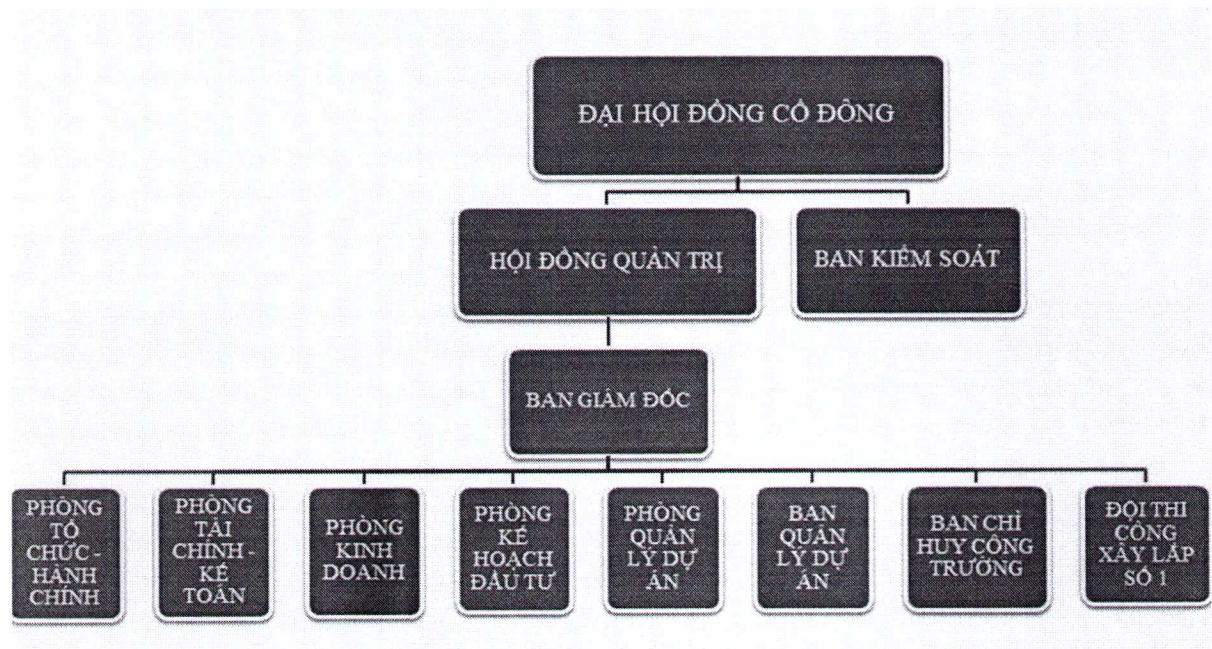 ĐẠI HỘI ĐỒNG CỔ ĐÔNG
HỘI ĐỒNG QUẢN TRỊ
BAN KIỂM SOÁT
BAN GIÁM ĐỐC
PHÒNG
TỔ
CHỨC -
HÀNH
CHÍNH
PHÒNG
TÀI
CHÍNH -
KẾ
TOÁN
PHÒNG
KINH
DOANH
PHÒNG
KẾ
HOẠCH
ĐẦU TƯ
PHÒNG
QUẢN
LÝ DỰ
ÁN
BAN
QUẢN
LÝ DỰ
ÁN
BAN CHỈ
HUY CÔNG
TRƯỜNG
ĐỘI THI
CÔNG
XÂY LẮP
SỐ 1